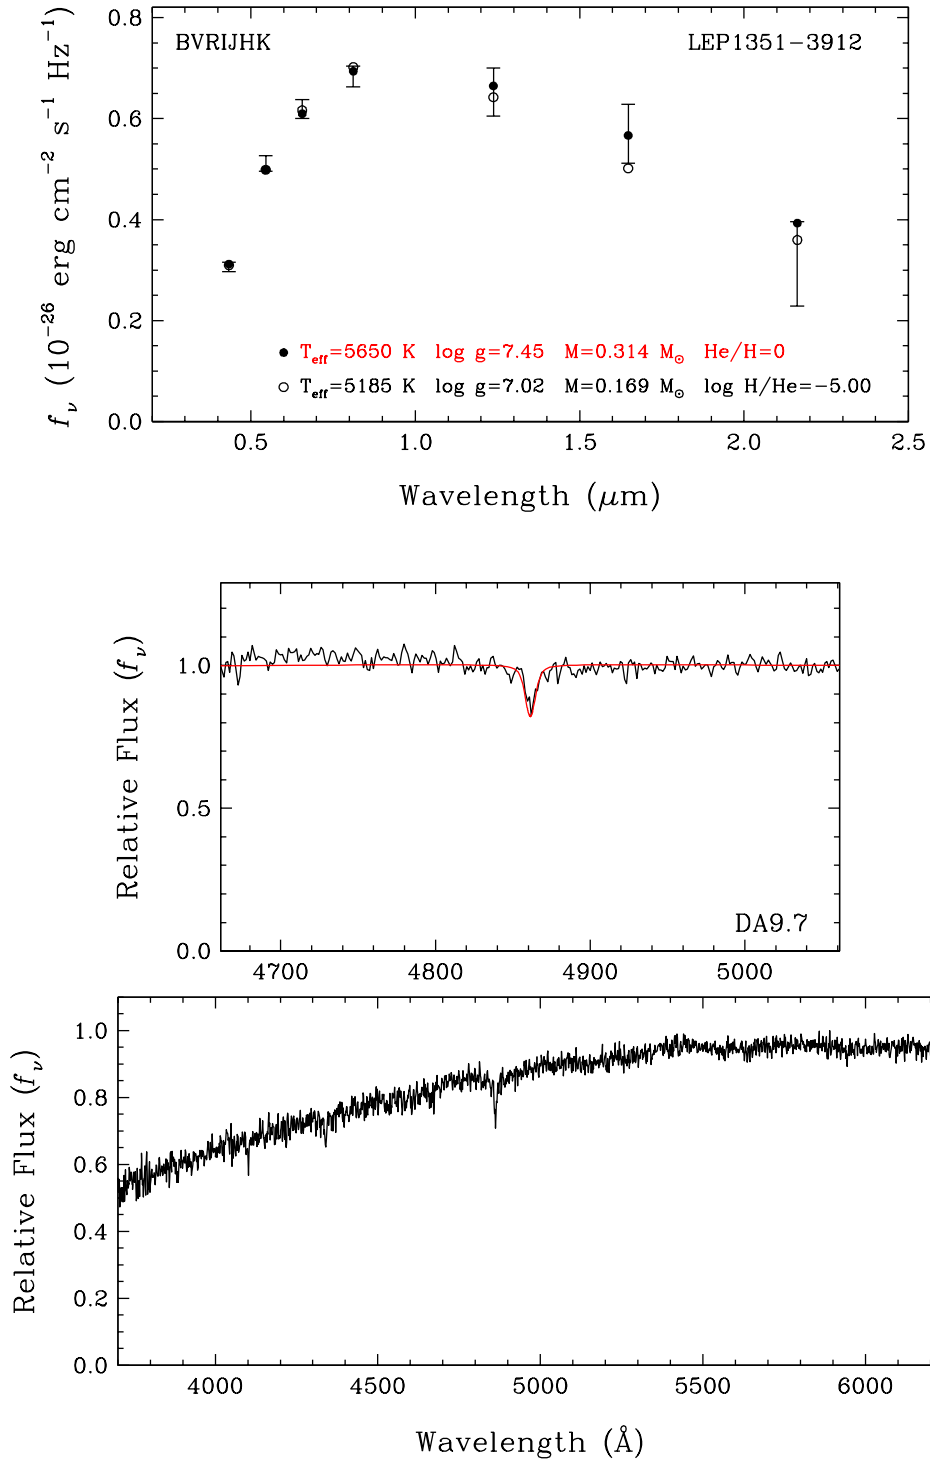 BVRIJHK LEP1351−3912
0.8
0.6
0.4
0.2
0.0
f_ν (10^−26 erg cm^−2 s^−1 Hz^−1)
T_eff=5650 K log g=7.45 M=0.314 M_⊙ He/H=0
T_eff=5185 K log g=7.02 M=0.169 M_⊙ log H/He=−5.00
0.5 1.0 1.5 2.0 2.5
Wavelength (μm)
1.0
0.5
0.0
Relative Flux (f_ν)
DA9.7
4700 4800 4900 5000
1.0
0.8
0.6
0.4
0.2
0.0
Relative Flux (f_ν)
4000 4500 5000 5500 6000
Wavelength (Å)